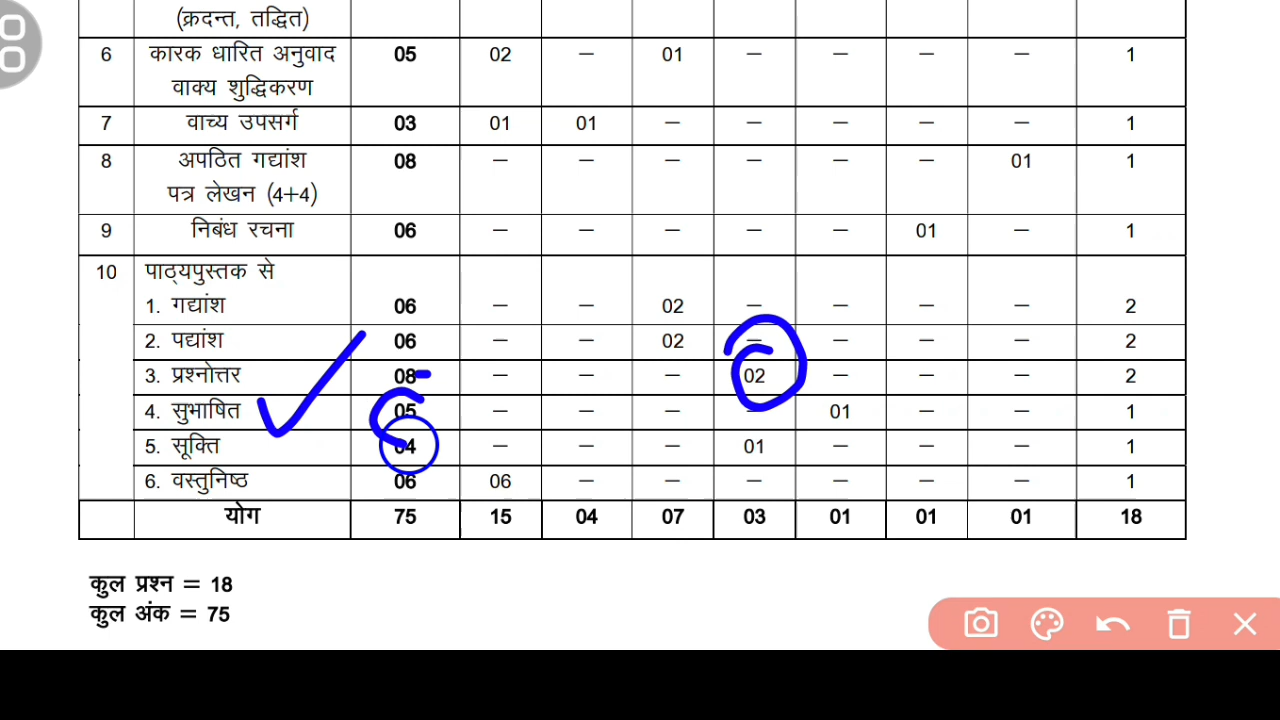 (क्रदन्त, तद्धित)
6 कारक धारित अनुवाद 05 02 – 01 – – – – 1
वाक्य शुद्धिकरण
7 वाच्य उपसर्ग 03 01 01 – – – – – 1
8 अपठित गद्यांश 08 – – – – – – 01 1
पत्र लेखन (4+4)
9 निबंध रचना 06 – – – – – 01 – 1
10 पाठ्यपुस्तक से
1. गद्यांश 06 – – 02 – – – – 2
2. पद्यांश 06 – – 02 – – – – 2
3. प्रश्नोत्तर 08 – – – 02 – – – 2
4. सुभाषित 05 – – – – 01 – – 1
5. सूक्ति 04 – – – 01 – – – 1
6. वस्तुनिष्ठ 06 06 – – – – – – 1
योग 75 15 04 07 03 01 01 01 18
कुल प्रश्न = 18
कुल अंक = 75